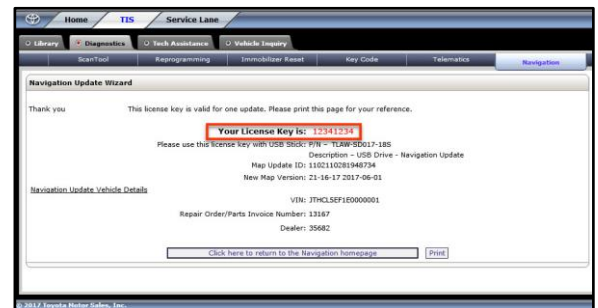 Home TIS Service Lane
Library Diagnostics Tech Assistance Vehicle Inquiry
ScanTool Reprogramming Immobilizer Reset Key Code Telematics Navigation
Navigation Update Wizard
Thank you This license key is valid for one update. Please print this page for your reference.
Your License Key is: 12341234
Please use this license key with USB Stick: P/N - TLAW-SD017-18S
Description - USB Drive - Navigation Update
Map Update ID: 1102110281948734
New Map Version: 21-16-17 2017-06-01
Navigation Update Vehicle Details
VIN: JTHCL5EF1E0000001
Repair Order/Parts Invoice Number: 13167
Dealer: 35682
Click here to return to the Navigation homepage Print
© 2017 Toyota Motor Sales, Inc.